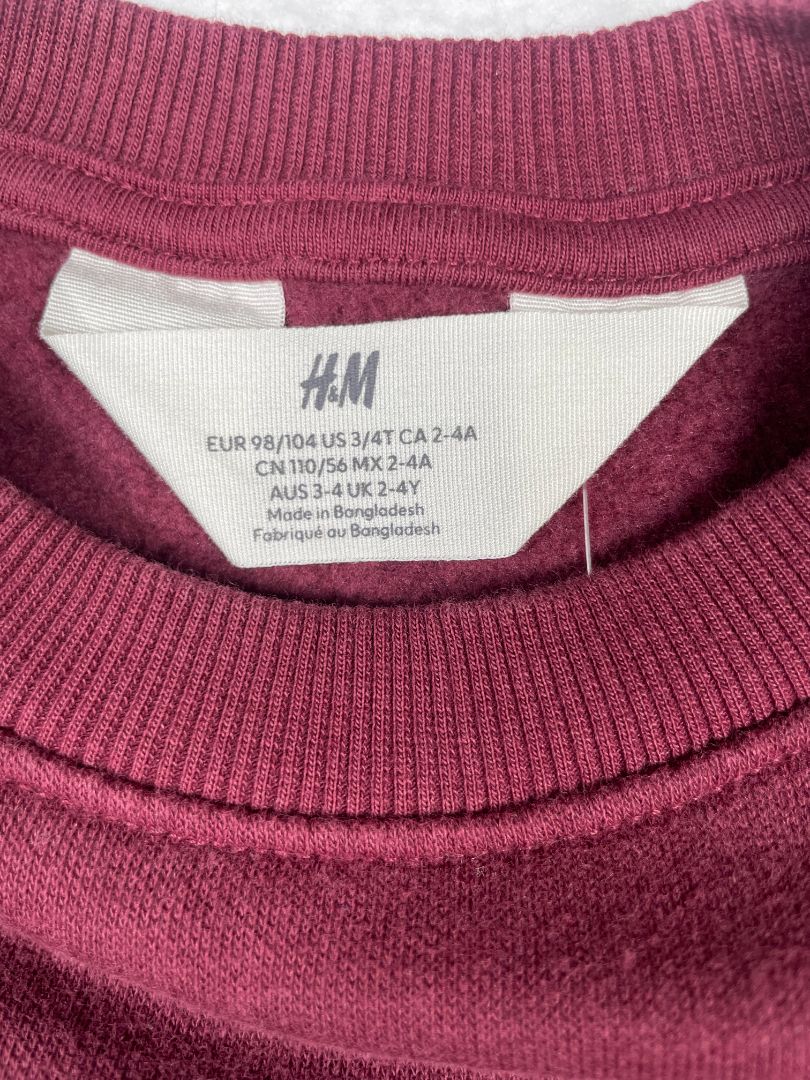 H&M
EUR 98/104 US 3/4T CA 2-4A
CN 110/56 MX 2-4A
AUS 3-4 UK 2-4Y
Made in Bangladesh
Fabriqué au Bangladesh